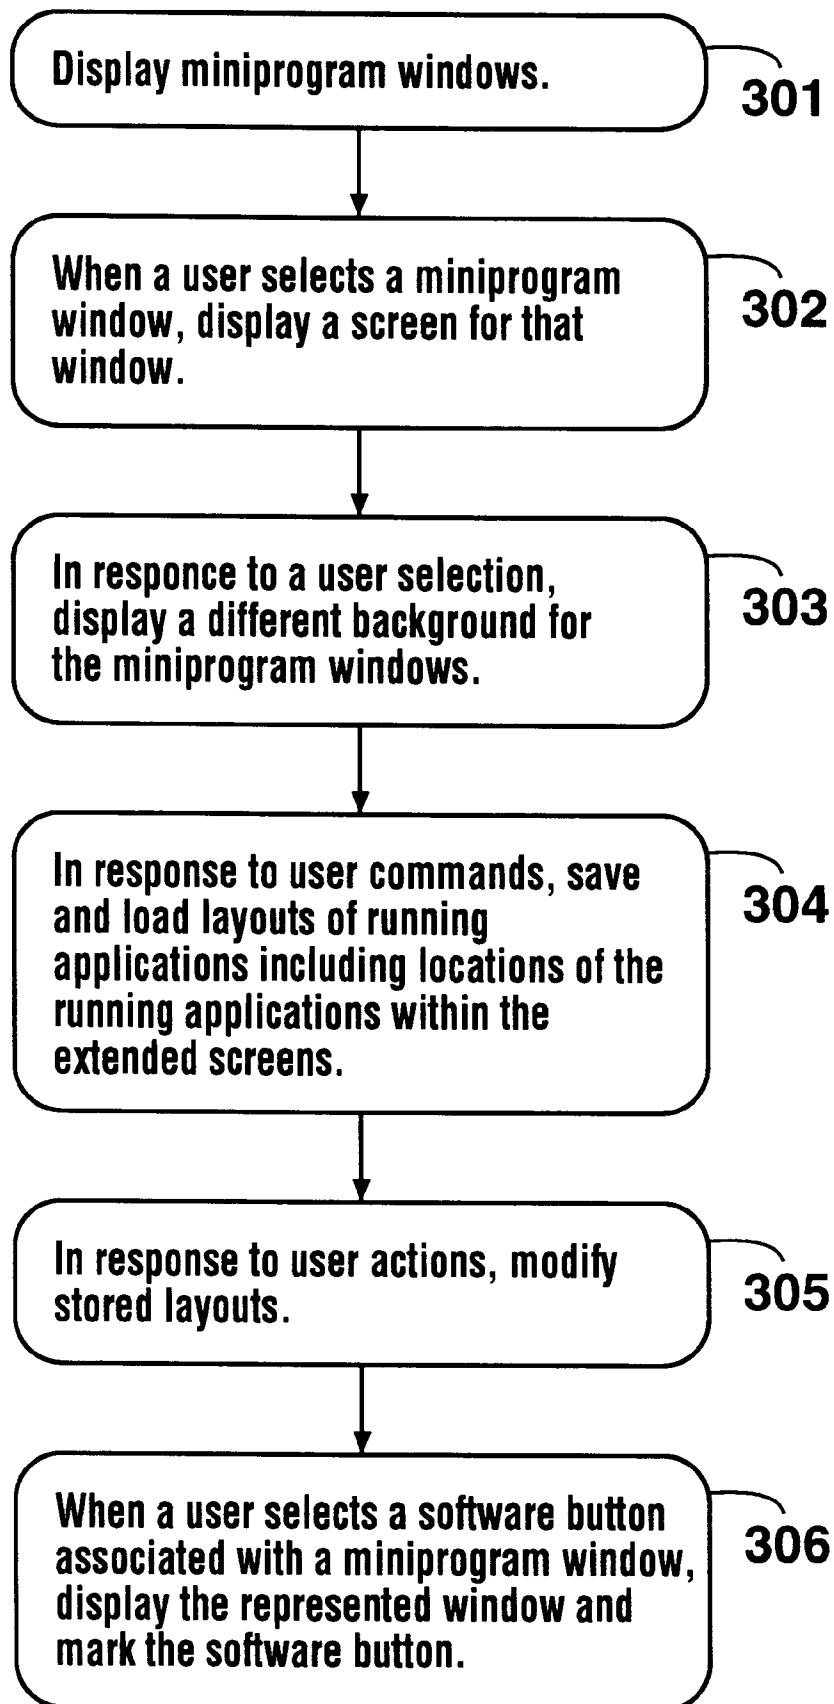 Display miniprogram windows.
301
When a user selects a miniprogram
window, display a screen for that
window.
302
In responce to a user selection,
display a different background for
the miniprogram windows.
303
In response to user commands, save
and load layouts of running
applications including locations of the
running applications within the
extended screens.
304
In response to user actions, modify
stored layouts.
305
When a user selects a software button
associated with a miniprogram window,
display the represented window and
mark the software button.
306